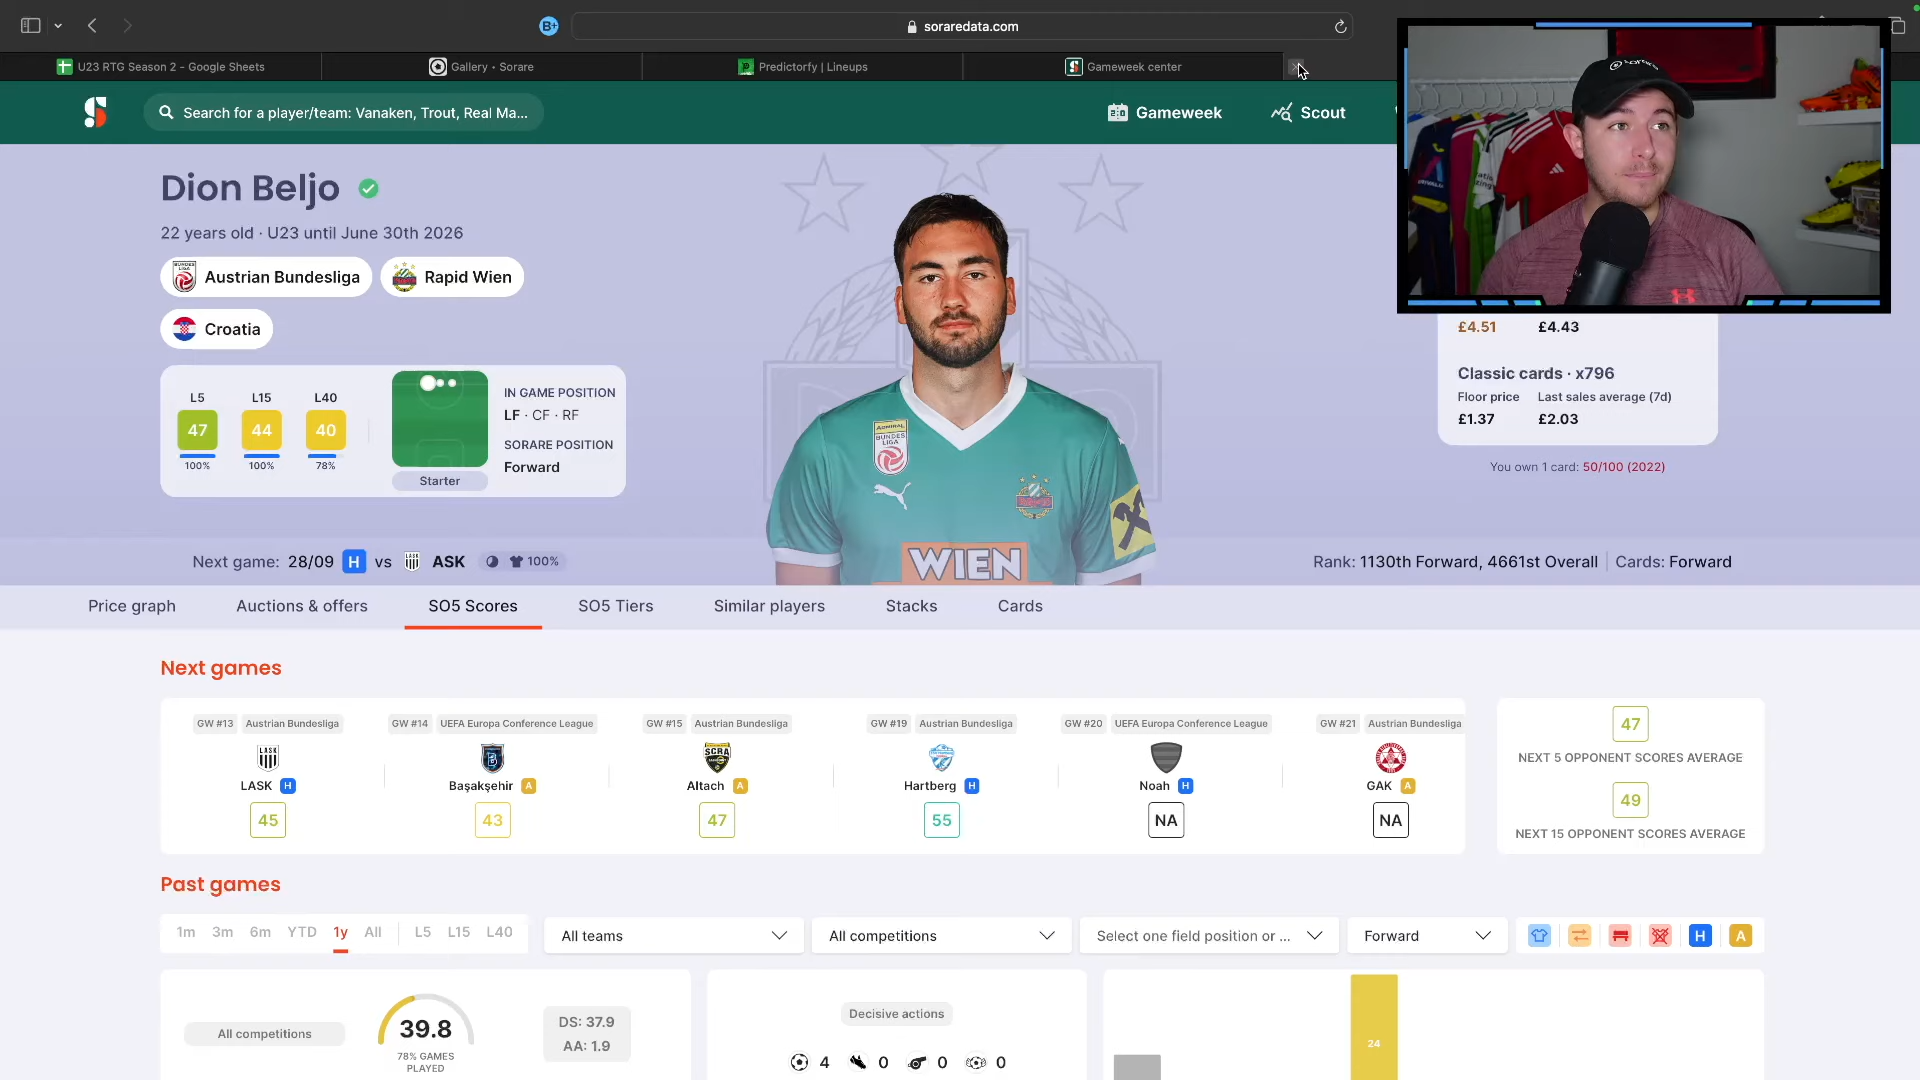 soraredata.com
U23 RTG Season 2 - Google Sheets
Gallery • Sorare
Predictorfy | Lineups
Gameweek center
Search for a player/team: Vanaken, Trout, Real Ma...
Gameweek
Scout
Dion Beljo
22 years old · U23 until June 30th 2026
Austrian Bundesliga
Rapid Wien
Croatia
L5 L15 L40
47 44 40
100% 100% 78%
Starter
IN GAME POSITION
LF · CF · RF
SORARE POSITION
Forward
ADMIRAL
BUNDES
LIGA
WIEN
£4.51 £4.43
Classic cards · x796
Floor price Last sales average (7d)
£1.37 £2.03
You own 1 card: 50/100 (2022)
Next game: 28/09 H vs ASK 100%
Rank: 1130th Forward, 4661st Overall Cards: Forward
Price graph Auctions & offers SO5 Scores SO5 Tiers Similar players Stacks Cards
Next games
GW #13 Austrian Bundesliga GW #14 UEFA Europa Conference League GW #15 Austrian Bundesliga GW #19 Austrian Bundesliga GW #20 UEFA Europa Conference League GW #21 Austrian Bundesliga
LASK H Başakşehir A Altach A Hartberg H Noah H GAK A
45 43 47 55 NA NA
47
NEXT 5 OPPONENT SCORES AVERAGE
49
NEXT 15 OPPONENT SCORES AVERAGE
Past games
1m 3m 6m YTD 1y All L5 L15 L40
All teams
All competitions
Select one field position or ...
Forward
H A
All competitions
39.8
78% GAMES
PLAYED
DS: 37.9
AA: 1.9
Decisive actions
4 0 0 0
24